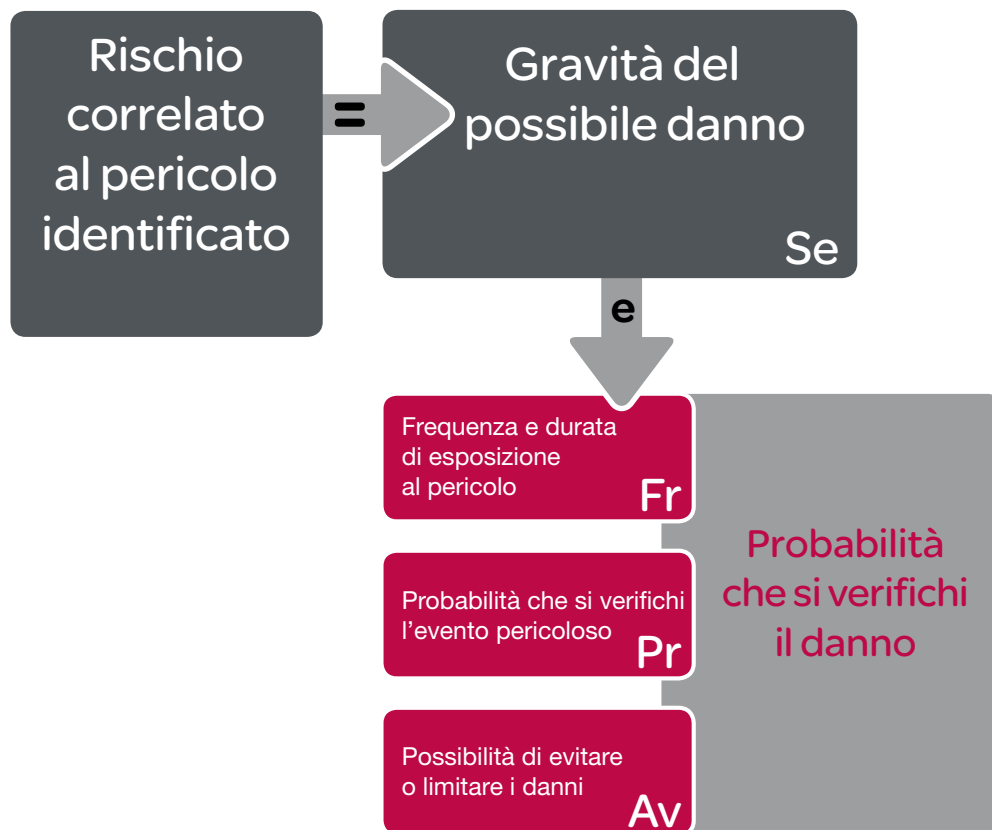 Rischio
correlato
al pericolo
identificato
=
Gravità del
possibile danno
Se
e
Frequenza e durata
di esposizione
al pericolo
Fr
Probabilità che si verifichi
l’evento pericoloso
Pr
Possibilità di evitare
o limitare i danni
Av
Probabilità
che si verifichi
il danno